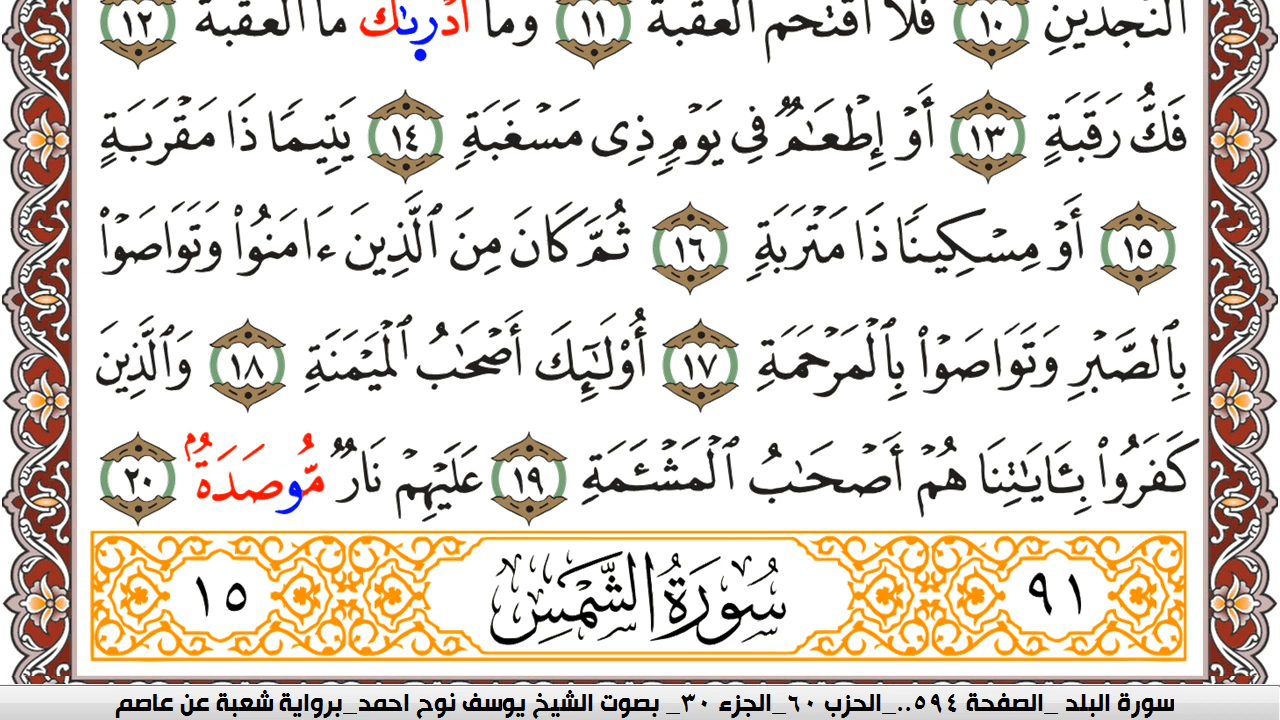 ٱلنَّجۡدَيۡنِ ١٠ فَلَا ٱقۡتَحَمَ ٱلۡعَقَبَةَ ١١ وَمَآ أَدۡرِىٰكَ مَا ٱلۡعَقَبَةُ ١٢
فَكُّ رَقَبَةٍ ١٣ أَوۡ إِطۡعَٰمٌ فِي يَوۡمٍ ذِي مَسۡغَبَةٍ ١٤ يَتِيمًا ذَا مَقۡرَبَةٍ
١٥ أَوۡ مِسۡكِينًا ذَا مَتۡرَبَةٍ ١٦ ثُمَّ كَانَ مِنَ ٱلَّذِينَ ءَامَنُواْ وَتَوَاصَوۡاْ
بِٱلصَّبۡرِ وَتَوَاصَوۡاْ بِٱلۡمَرۡحَمَةِ ١٧ أُوْلَٰٓئِكَ أَصۡحَٰبُ ٱلۡمَيۡمَنَةِ ١٨ وَٱلَّذِينَ
كَفَرُواْ بِـَٔايَٰتِنَا هُمۡ أَصۡحَٰبُ ٱلۡمَشۡـَٔمَةِ ١٩ عَلَيۡهِمۡ نَارٌ مُّوصَدَةُۢ ٢٠
٩١ سُورَةُ الشَّمۡسِ ١٥
سورة البلد _الصفحة ٥٩٤.._الحزب ٦٠_الجزء ٣٠_ بصوت الشيخ يوسف نوح احمد_برواية شعبة عن عاصم